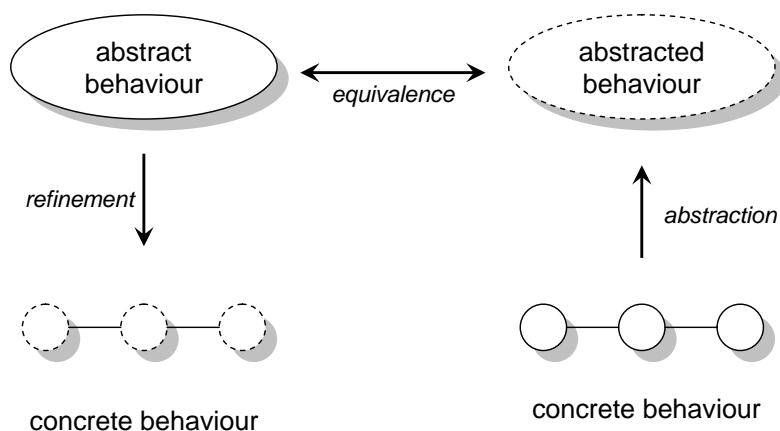 abstract
behaviour
abstracted
behaviour
equivalence
refinement
abstraction
concrete behaviour
concrete behaviour